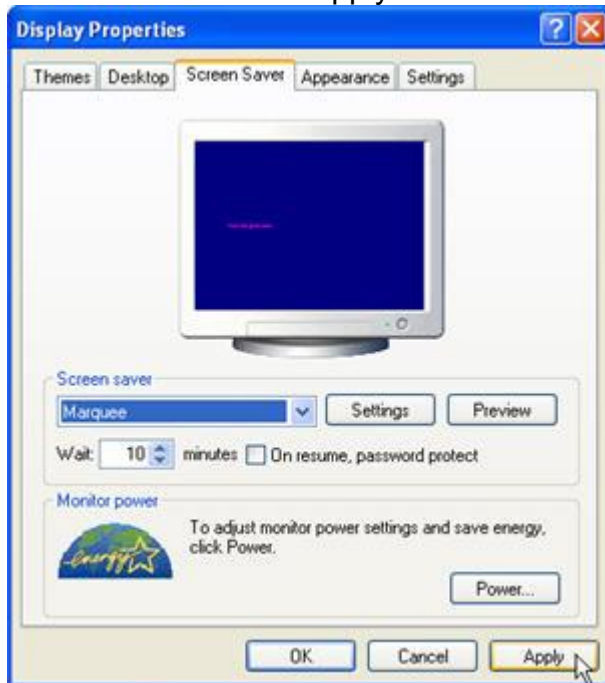 Display Properties
Themes Desktop Screen Saver Appearance Settings
Screen saver
Marquee Settings Preview
Wait: 10 minutes On resume, password protect
Monitor power
energy
To adjust monitor power settings and save energy,
click Power.
Power...
OK Cancel Apply